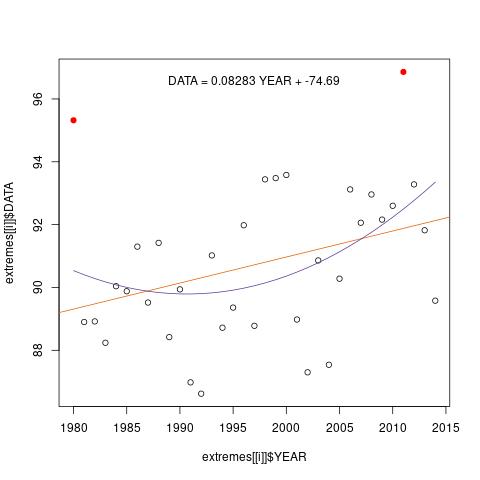 DATA = 0.08283 YEAR + -74.69
96
94
92
90
88
extremes[[i]]$DATA
1980 1985 1990 1995 2000 2005 2010 2015
extremes[[i]]$YEAR